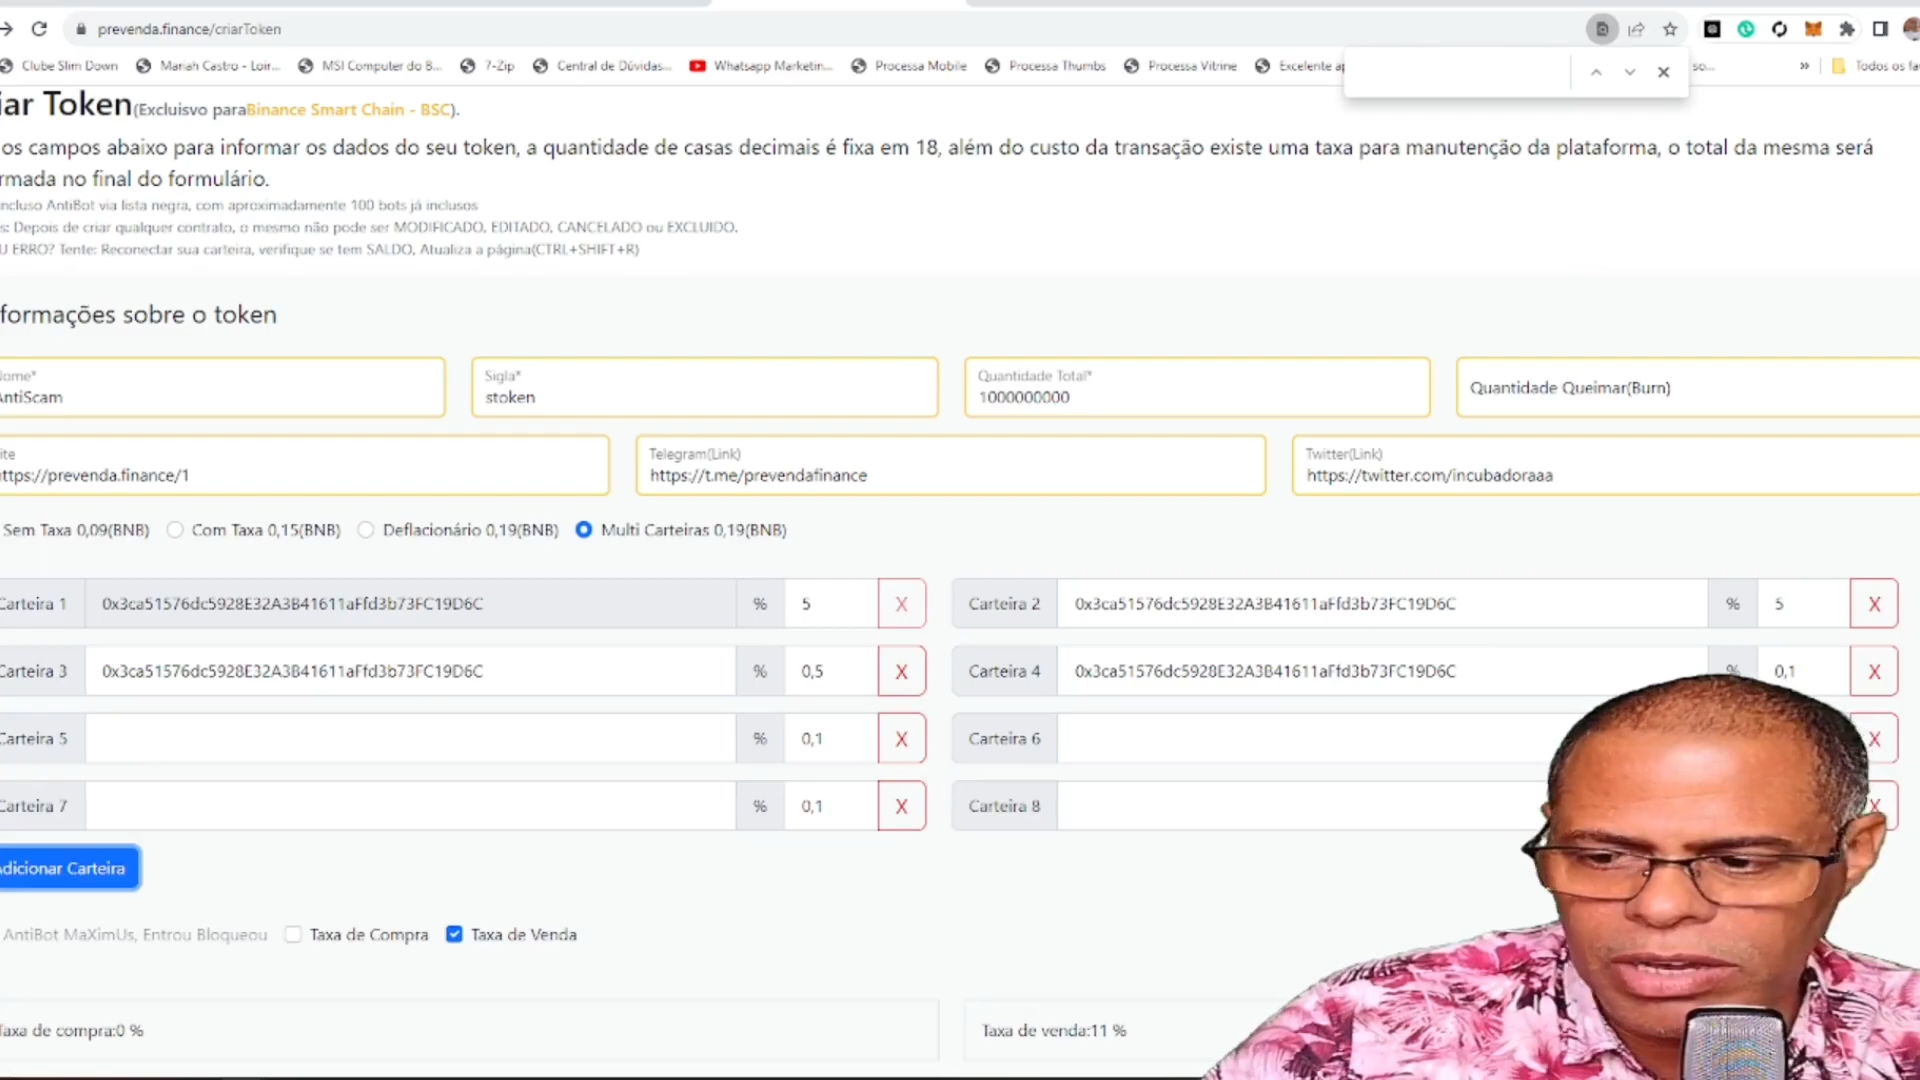 prevenda.finance/criarToken
Clube Slim Down
Mariah Castro - Loir...
MSI Computer do B...
7-Zip
Central de Dúvidas...
Whatsapp Marketin...
Processa Mobile
Processa Thumbs
Processa Vitrine
Excelente ap
so...
»
Todos os fa
iar Token(Excluisvo paraBinance Smart Chain - BSC).
os campos abaixo para informar os dados do seu token, a quantidade de casas decimais é fixa em 18, além do custo da transação existe uma taxa para manutenção da plataforma, o total da mesma será
rmada no final do formulário.
ncluso AntiBot via lista negra, com aproximadamente 100 bots já inclusos
s: Depois de criar qualquer contrato, o mesmo não pode ser MODIFICADO, EDITADO, CANCELADO ou EXCLUIDO.
U ERRO? Tente: Reconectar sua carteira, verifique se tem SALDO, Atualiza a página(CTRL+SHIFT+R)
formações sobre o token
Nome*
AntiScam
Sigla*
stoken
Quantidade Total*
1000000000
Quantidade Queimar(Burn)
ite
ttps://prevenda.finance/1
Telegram(Link)
https://t.me/prevendafinance
Twitter(Link)
https://twitter.com/incubadoraaa
Sem Taxa 0,09(BNB)
Com Taxa 0,15(BNB)
Deflacionário 0,19(BNB)
Multi Carteiras 0,19(BNB)
Carteira 1
0x3ca51576dc5928E32A3B41611aFfd3b73FC19D6C
%
5
X
Carteira 2
0x3ca51576dc5928E32A3B41611aFfd3b73FC19D6C
%
5
X
Carteira 3
0x3ca51576dc5928E32A3B41611aFfd3b73FC19D6C
%
0,5
X
Carteira 4
0x3ca51576dc5928E32A3B41611aFfd3b73FC19D6C
%
0,1
X
Carteira 5
%
0,1
X
Carteira 6
X
Carteira 7
%
0,1
X
Carteira 8
X
Adicionar Carteira
AntiBot MaXimUs, Entrou Bloqueou
Taxa de Compra
Taxa de Venda
Taxa de compra:0 %
Taxa de venda:11 %